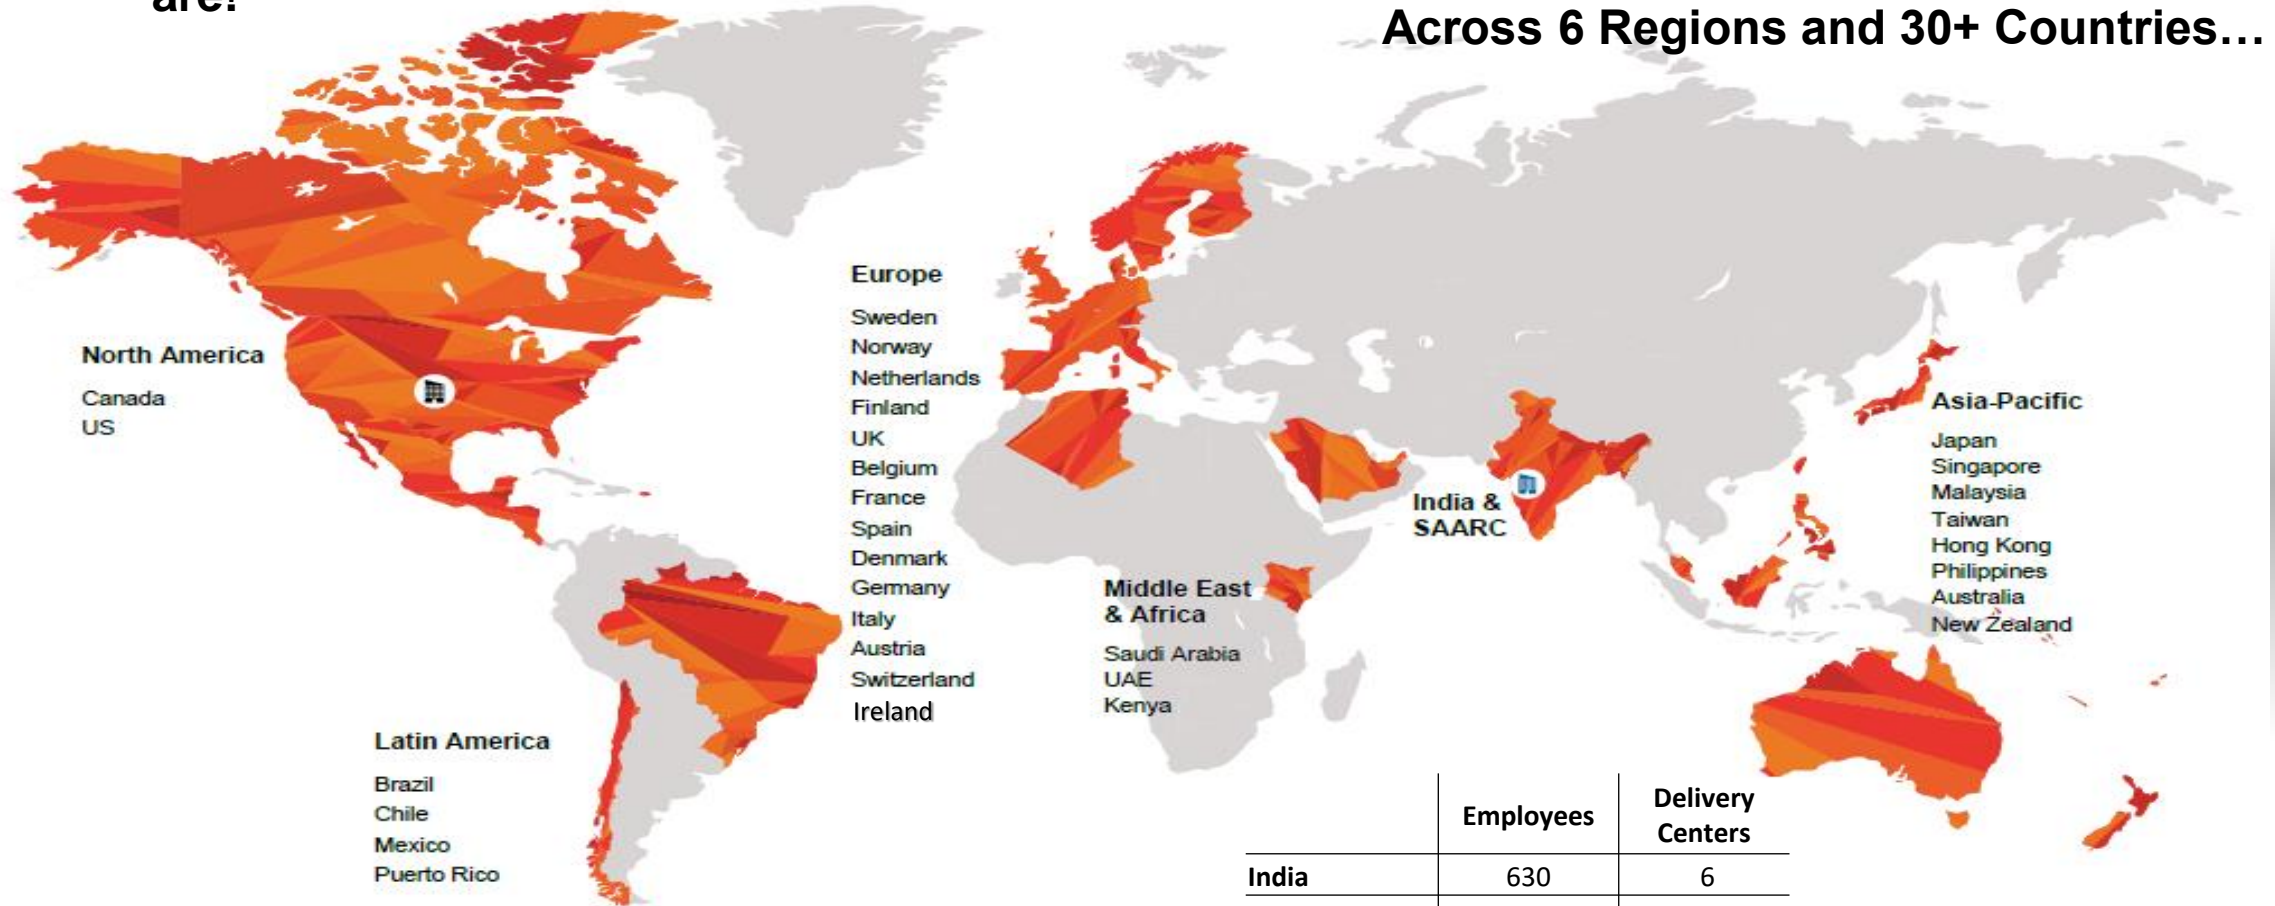 are!
Across 6 Regions and 30+ Countries…
North America
Canada
US
Europe
Sweden
Norway
Netherlands
Finland
UK
Belgium
France
Spain
Denmark
Germany
Italy
Austria
Switzerland
Ireland
Latin America
Brazil
Chile
Mexico
Puerto Rico
Middle East
& Africa
Saudi Arabia
UAE
Kenya
India &
SAARC
Asia-Pacific
Japan
Singapore
Malaysia
Taiwan
Hong Kong
Philippines
Australia
New Zealand
Employees Delivery
Centers
India 630 6